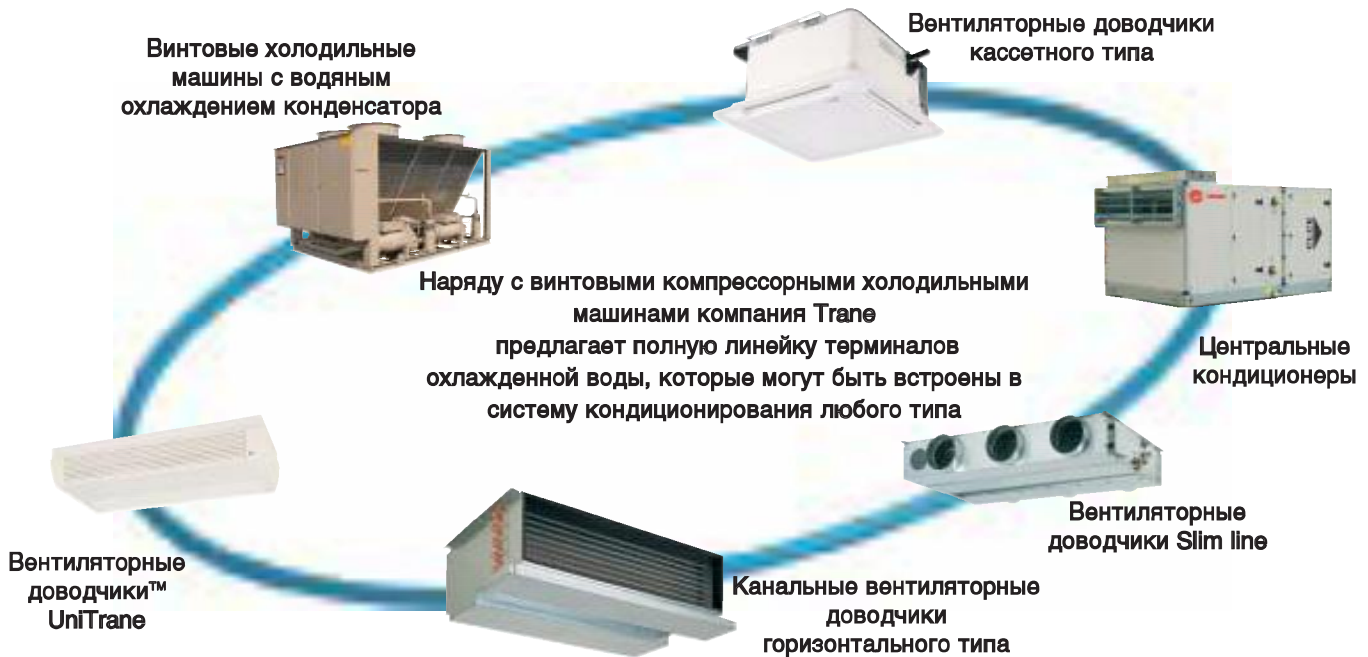 Винтовые холодильные
машины с водяным
охлаждением конденсатора
Вентиляторные доводчики
кассетного типа
Наряду с винтовыми компрессорными холодильными
машинами компания Trane
предлагает полную линейку терминалов
охлажденной воды, которые могут быть встроены в
систему кондиционирования любого типа
Центральные
кондиционеры
Вентиляторные
доводчики Slim line
Вентиляторные
доводчики™
UniTrane
Канальные вентиляторные
доводчики
горизонтального типа